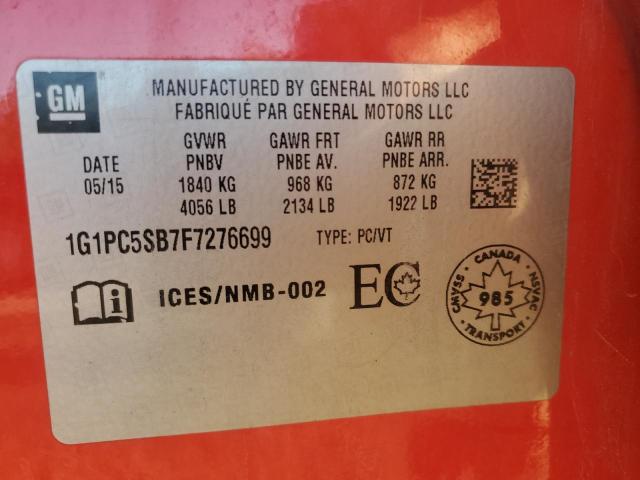 GM
MANUFACTURED BY GENERAL MOTORS LLC
FABRIQUÉ PAR GENERAL MOTORS LLC
DATE
05/15
GVWR
PNBV
1840 KG
4056 LB
GAWR FRT
PNBE AV.
968 KG
2134 LB
GAWR RR
PNBE ARR.
872 KG
1922 LB
1G1PC5SB7F7276699 TYPE: PC/VT
i ICES/NMB-002 EC
CANADA
CMVSS
985
NSVAC
TRANSPORT